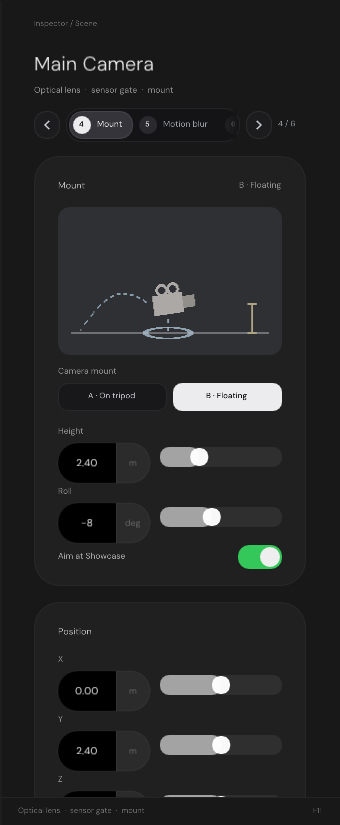 Inspector / Scene
Main Camera
Optical lens · sensor gate · mount
4 Mount 5 Motion blur 6 4 / 6
Mount B · Floating
Camera mount
A · On tripod B · Floating
Height
2,40 m
Roll
-8 deg
Aim at Showcase
Position
X
0.00 m
Y
2,40 m
Z
Optical lens · sensor gate · mount